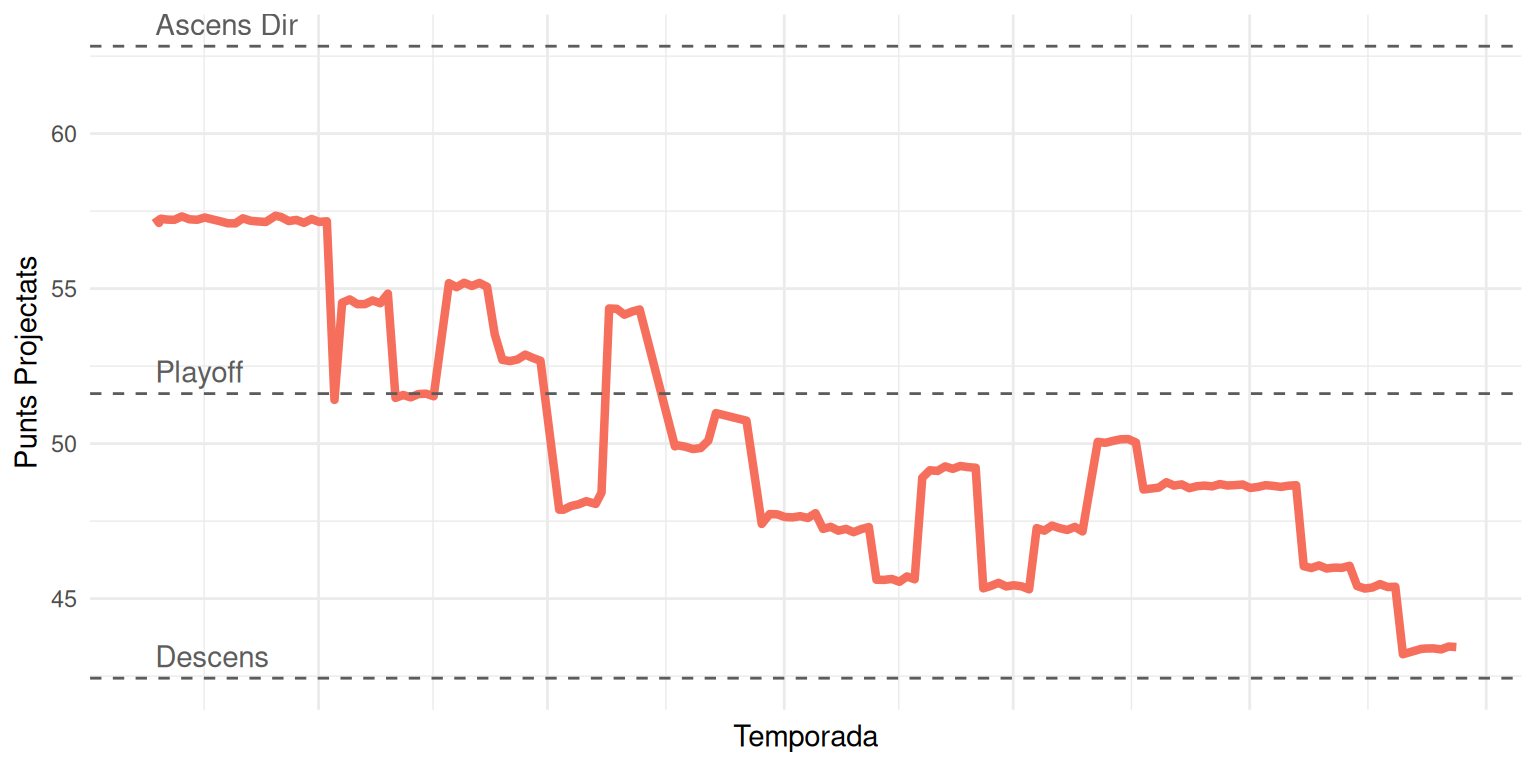 Ascens Dir
60
55
Playoff
50
45
Descens
Punts Projectats
Temporada